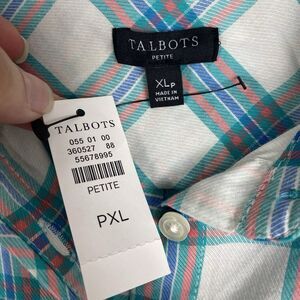 TALBOTS
PETITE
XLP
MADE IN
VIETNAM
TALBOTS
055 01 00
360527 88
55678995
PETITE
PXL